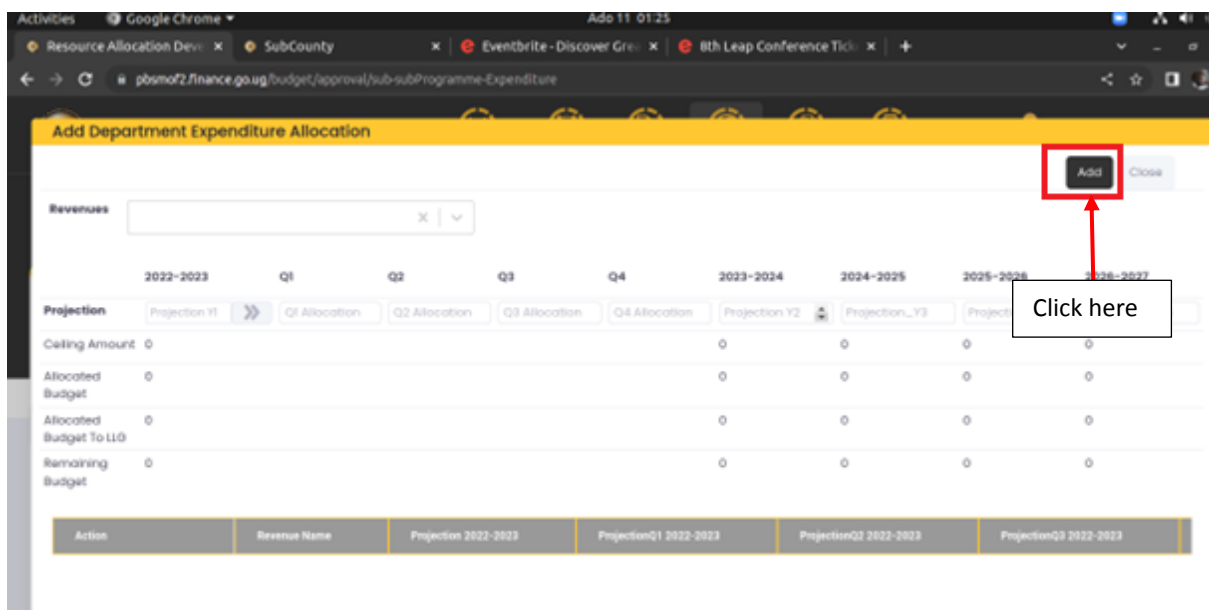 Activities Google Chrome Ado 11 01:25
Resource Allocation Deve × SubCounty × Eventbrite - Discover Grea × 8th Leap Conference Tick × +
pbsmof2.finance.go.ug/budget/approval/sub-subProgramme-Expenditure
Add Department Expenditure Allocation
Add Close
Revenues
2022-2023 Q1 Q2 Q3 Q4 2023-2024 2024-2025 2025-2026 2026-2027
Projection Projection Y1 Q1 Allocation Q2 Allocation Q3 Allocation Q4 Allocation Projection Y2 Projection_Y3
Click here
Ceiling Amount 0 0 0 0 0
Allocated 0 0 0 0 0
Budget
Allocated 0 0 0 0 0
Budget To LLG
Remaining 0 0 0 0 0
Budget
Action Revenue Name Projection 2022-2023 ProjectionQ1 2022-2023 ProjectionQ2 2022-2023 ProjectionQ3 2022-2023